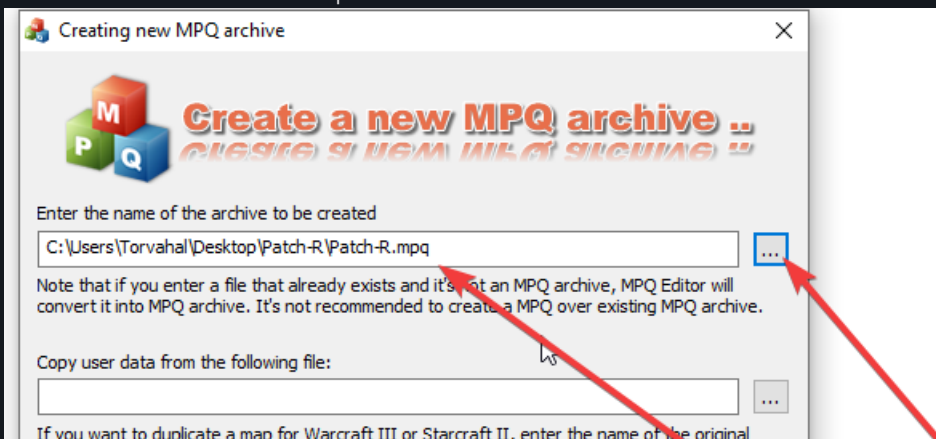 Creating new MPQ archive
M
P
Q
Create a new MPQ archive ..
Enter the name of the archive to be created
C:\Users\Torvahal\Desktop\Patch-R\Patch-R.mpq
...
Note that if you enter a file that already exists and it's not an MPQ archive, MPQ Editor will
convert it into MPQ archive. It's not recommended to create a MPQ over existing MPQ archive.
Copy user data from the following file:
...
If you want to duplicate a map for Warcraft III or Starcraft II, enter the name of the original